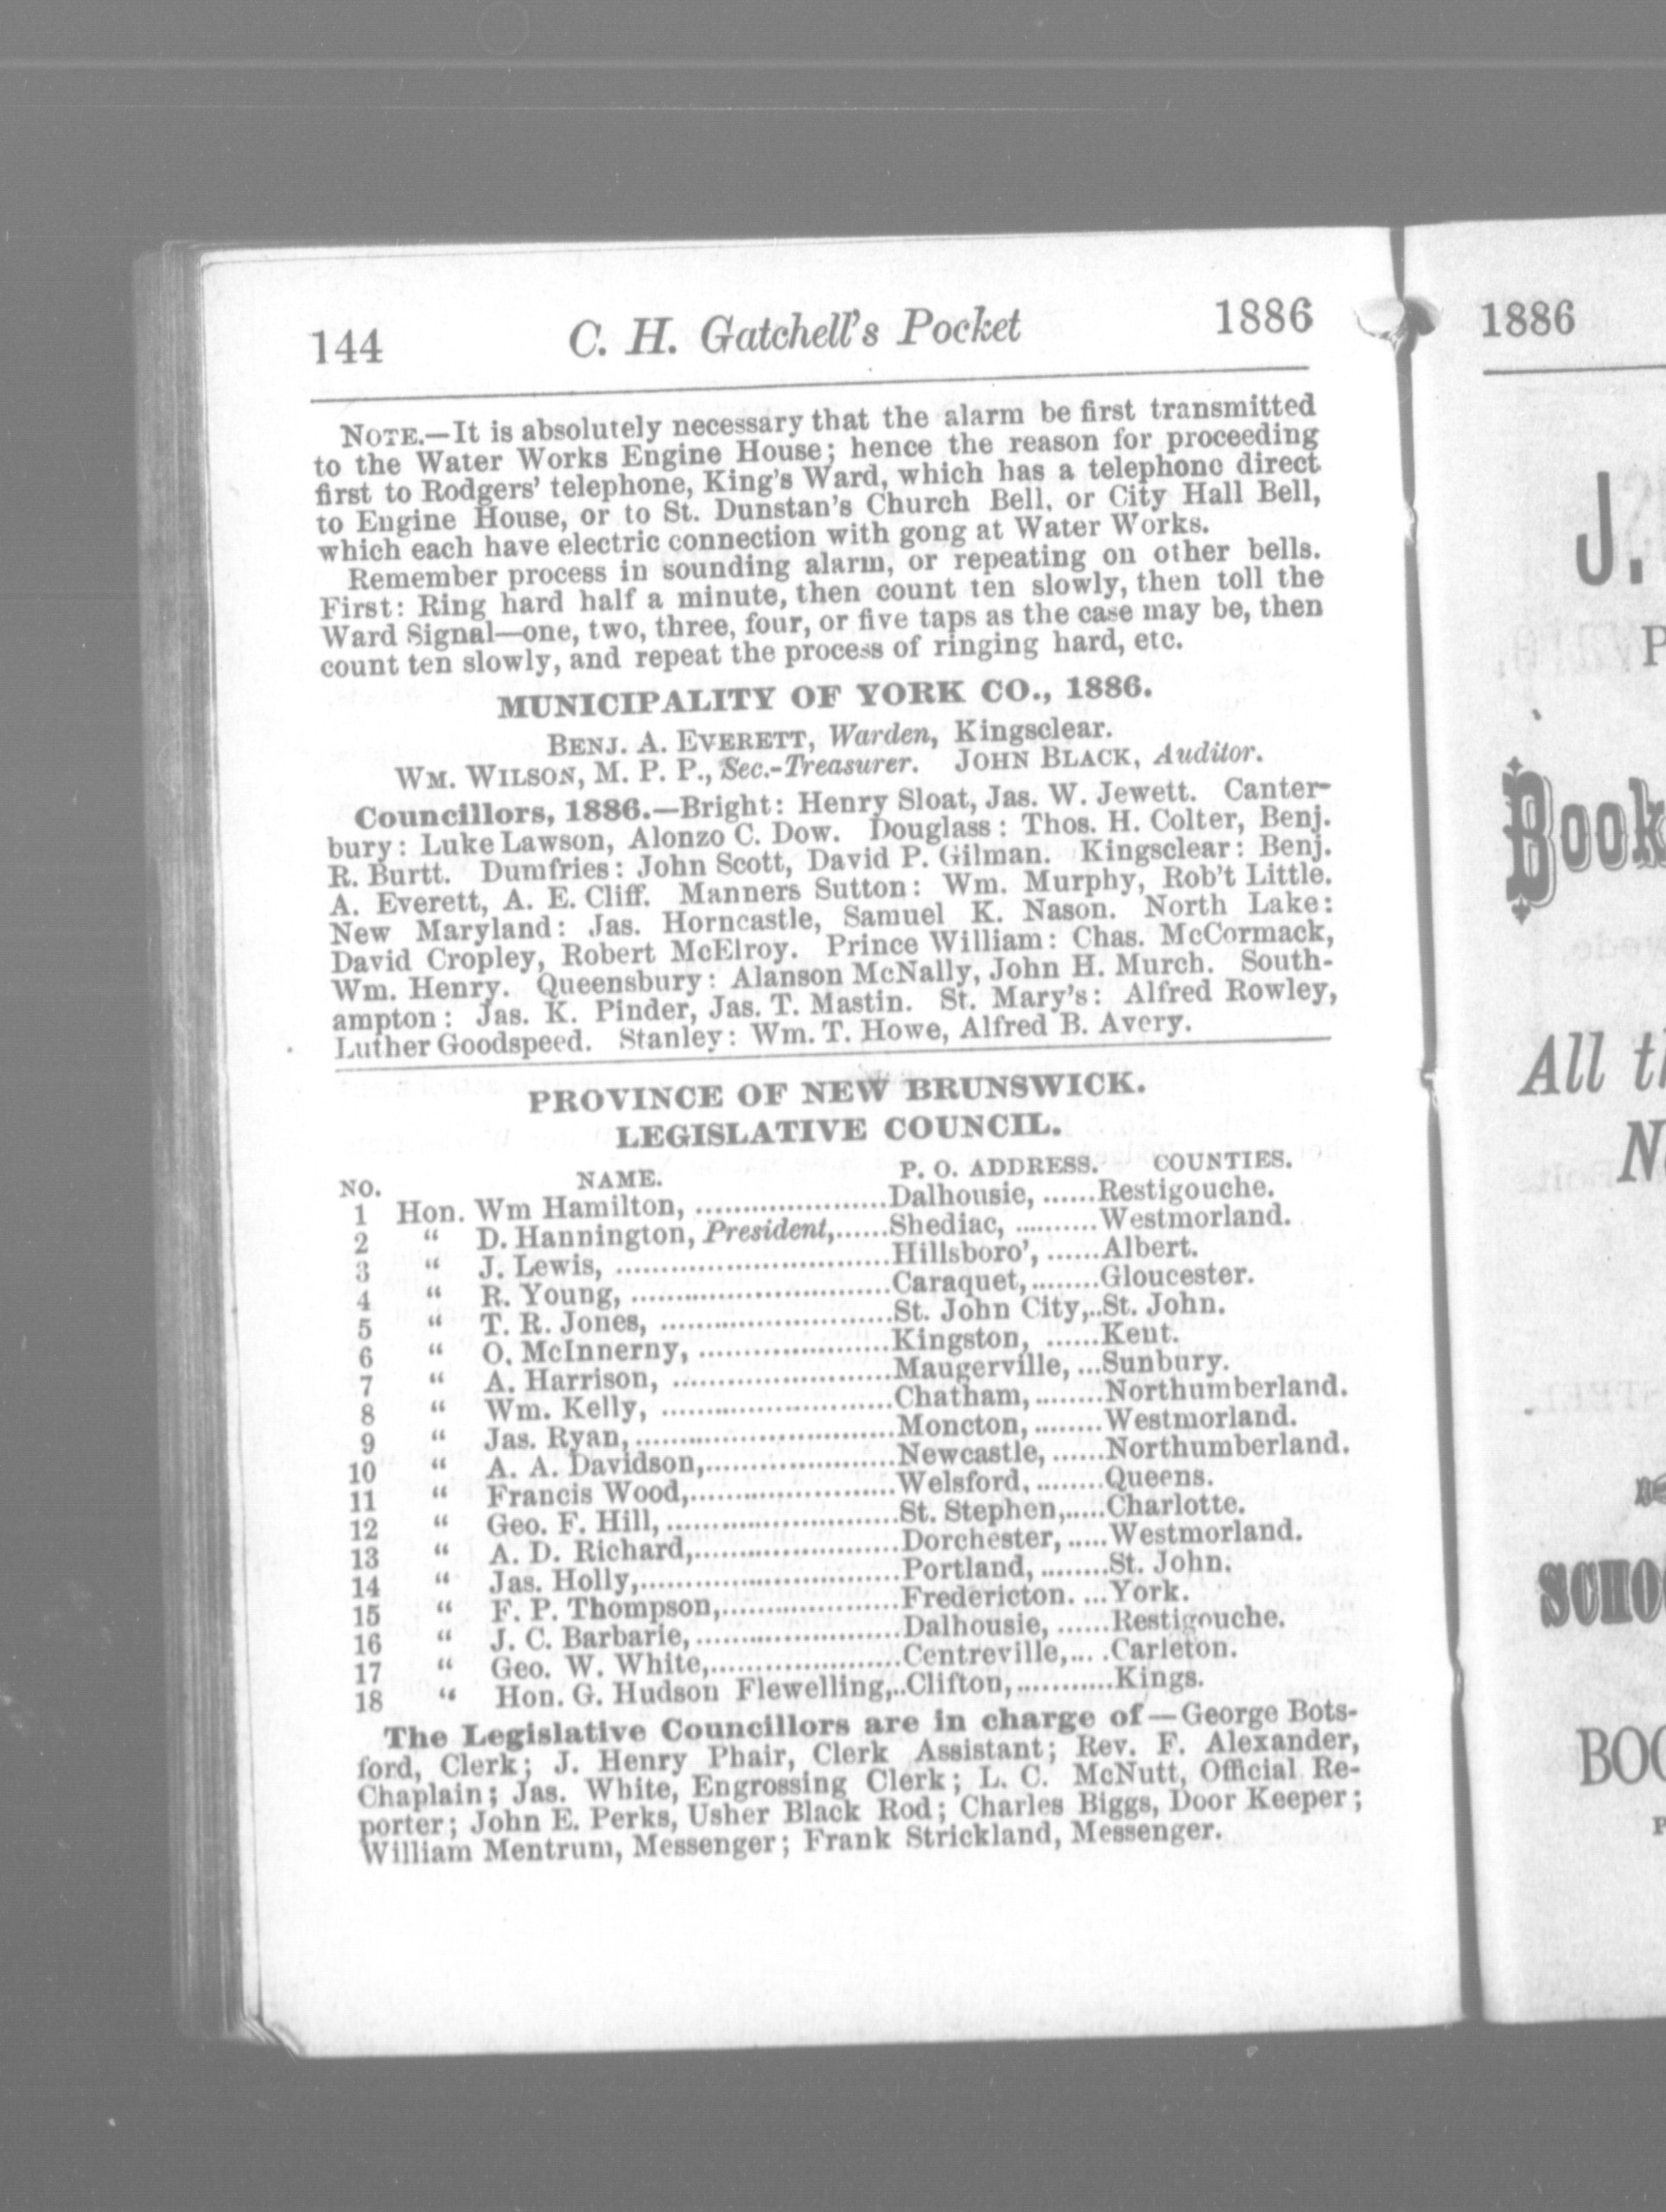 144 C. H. Gatchell's Pocket 1886
NOTE.—It is absolutely necessary that the alarm be first transmitted
to the Water Works Engine House; hence the reason for proceeding
first to Rodgers' telephone, King's Ward, which has a telephone direct
to Engine House, or to St. Dunstan's Church Bell, or City Hall Bell,
which each have electric connection with gong at Water Works.
Remember process in sounding alarm, or repeating on other bells.
First: Ring hard half a minute, then count ten slowly, then toll the
Ward Signal—one, two, three, four, or five taps as the case may be, then
count ten slowly, and repeat the process of ringing hard, etc.
MUNICIPALITY OF YORK CO., 1886.
BENJ. A. EVERETT, Warden, Kingsclear.
WM. WILSON, M. P. P., Sec.-Treasurer. JOHN BLACK, Auditor.
Councillors, 1886.—Bright: Henry Sloat, Jas. W. Jewett. Canter-
bury: Luke Lawson, Alonzo C. Dow. Douglass: Thos. H. Colter, Benj.
R. Burtt. Dumfries: John Scott, David P. Gilman. Kingsclear: Benj.
A. Everett, A. E. Cliff. Manners Sutton: Wm. Murphy, Rob't Little.
New Maryland: Jas. Horncastle, Samuel K. Nason. North Lake:
David Cropley, Robert McElroy. Prince William: Chas. McCormack,
Wm. Henry. Queensbury: Alanson McNally, John H. Murch. South-
ampton: Jas. K. Pinder, Jas. T. Mastin. St. Mary's: Alfred Rowley,
Luther Goodspeed. Stanley: Wm. T. Howe, Alfred B. Avery.
PROVINCE OF NEW BRUNSWICK.
LEGISLATIVE COUNCIL.
NO. NAME. P. O. ADDRESS. COUNTIES.
1 Hon. Wm Hamilton, .....................Dalhousie, ......Restigouche.
2 “ D. Hannington, President,......Shediac, ..........Westmorland.
3 “ J. Lewis, ..............................Hillsboro', ......Albert.
4 “ R. Young, .............................Caraquet,........Gloucester.
5 “ T. R. Jones, ..........................St. John City,..St. John.
6 “ O. McInnerny, .....................Kingston, ......Kent.
7 “ A. Harrison, ........................Maugerville, ...Sunbury.
8 “ Wm. Kelly, ..........................Chatham,........Northumberland.
9 “ Jas. Ryan,.............................Moncton,........Westmorland.
10 “ A. A. Davidson,.....................Newcastle, ......Northumberland.
11 “ Francis Wood,.......................Welsford,........Queens.
12 “ Geo. F. Hill, ..........................St. Stephen,.....Charlotte.
13 “ A. D. Richard,.......................Dorchester, .....Westmorland.
14 “ Jas. Holly,.............................Portland, ........St. John.
15 “ F. P. Thompson,....................Fredericton. ...York.
16 “ J. C. Barbarie, .......................Dalhousie, ......Restigouche.
17 “ Geo. W. White,.....................Centreville,... .Carleton.
18 “ Hon. G. Hudson Flewelling,..Clifton,...........Kings.
The Legislative Councillors are in charge of—George Bots-
ford, Clerk; J. Henry Phair, Clerk Assistant; Rev. F. Alexander,
Chaplain; Jas. White, Engrossing Clerk; L. C. McNutt, Official Re-
porter; John E. Perks, Usher Black Rod; Charles Biggs, Door Keeper;
William Mentrum, Messenger; Frank Strickland, Messenger.
1886
J.
P
Book
All th
SCHO
BOO
P